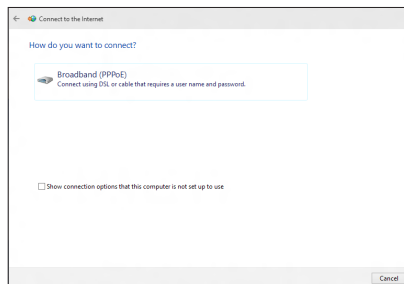 Connect to the Internet
How do you want to connect?
Broadband (PPPoE)
Connect using DSL or cable that requires a user name and password.
Show connection options that this computer is not set up to use
Cancel